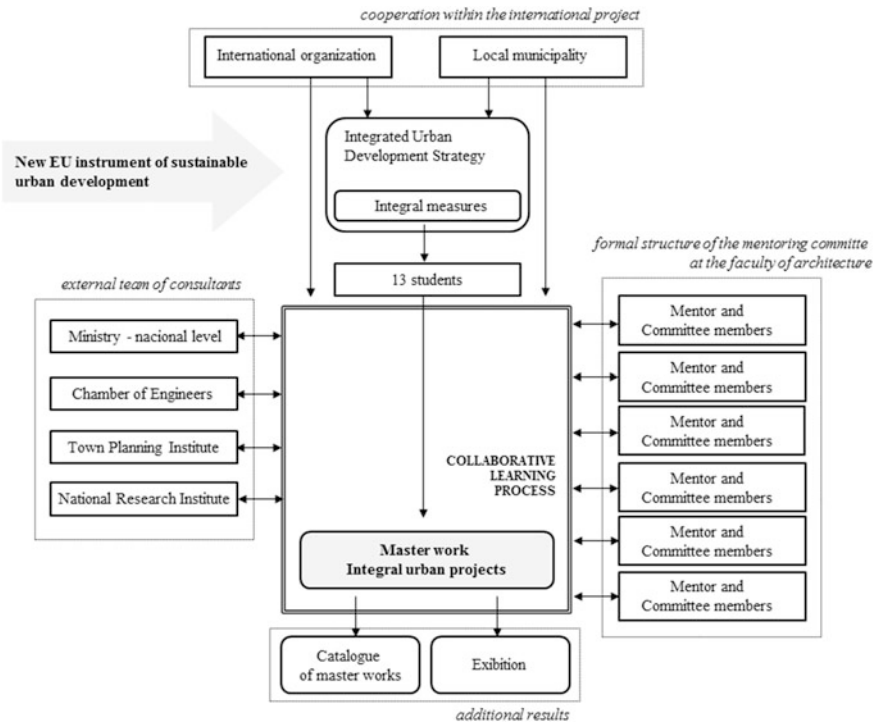 cooperation within the international project
International organization
Local municipality
New EU instrument of sustainable
urban development
Integrated Urban
Development Strategy
Integral measures
13 students
formal structure of the mentoring committe
at the faculty of architecture
external team of consultants
Ministry - nacional level
Chamber of Engineers
Town Planning Institute
National Research Institute
Mentor and
Committee members
Mentor and
Committee members
Mentor and
Committee members
Mentor and
Committee members
Mentor and
Committee members
Mentor and
Committee members
COLLABORATIVE
LEARNING
PROCESS
Master work
Integral urban projects
Catalogue
of master works
Exibition
additional results